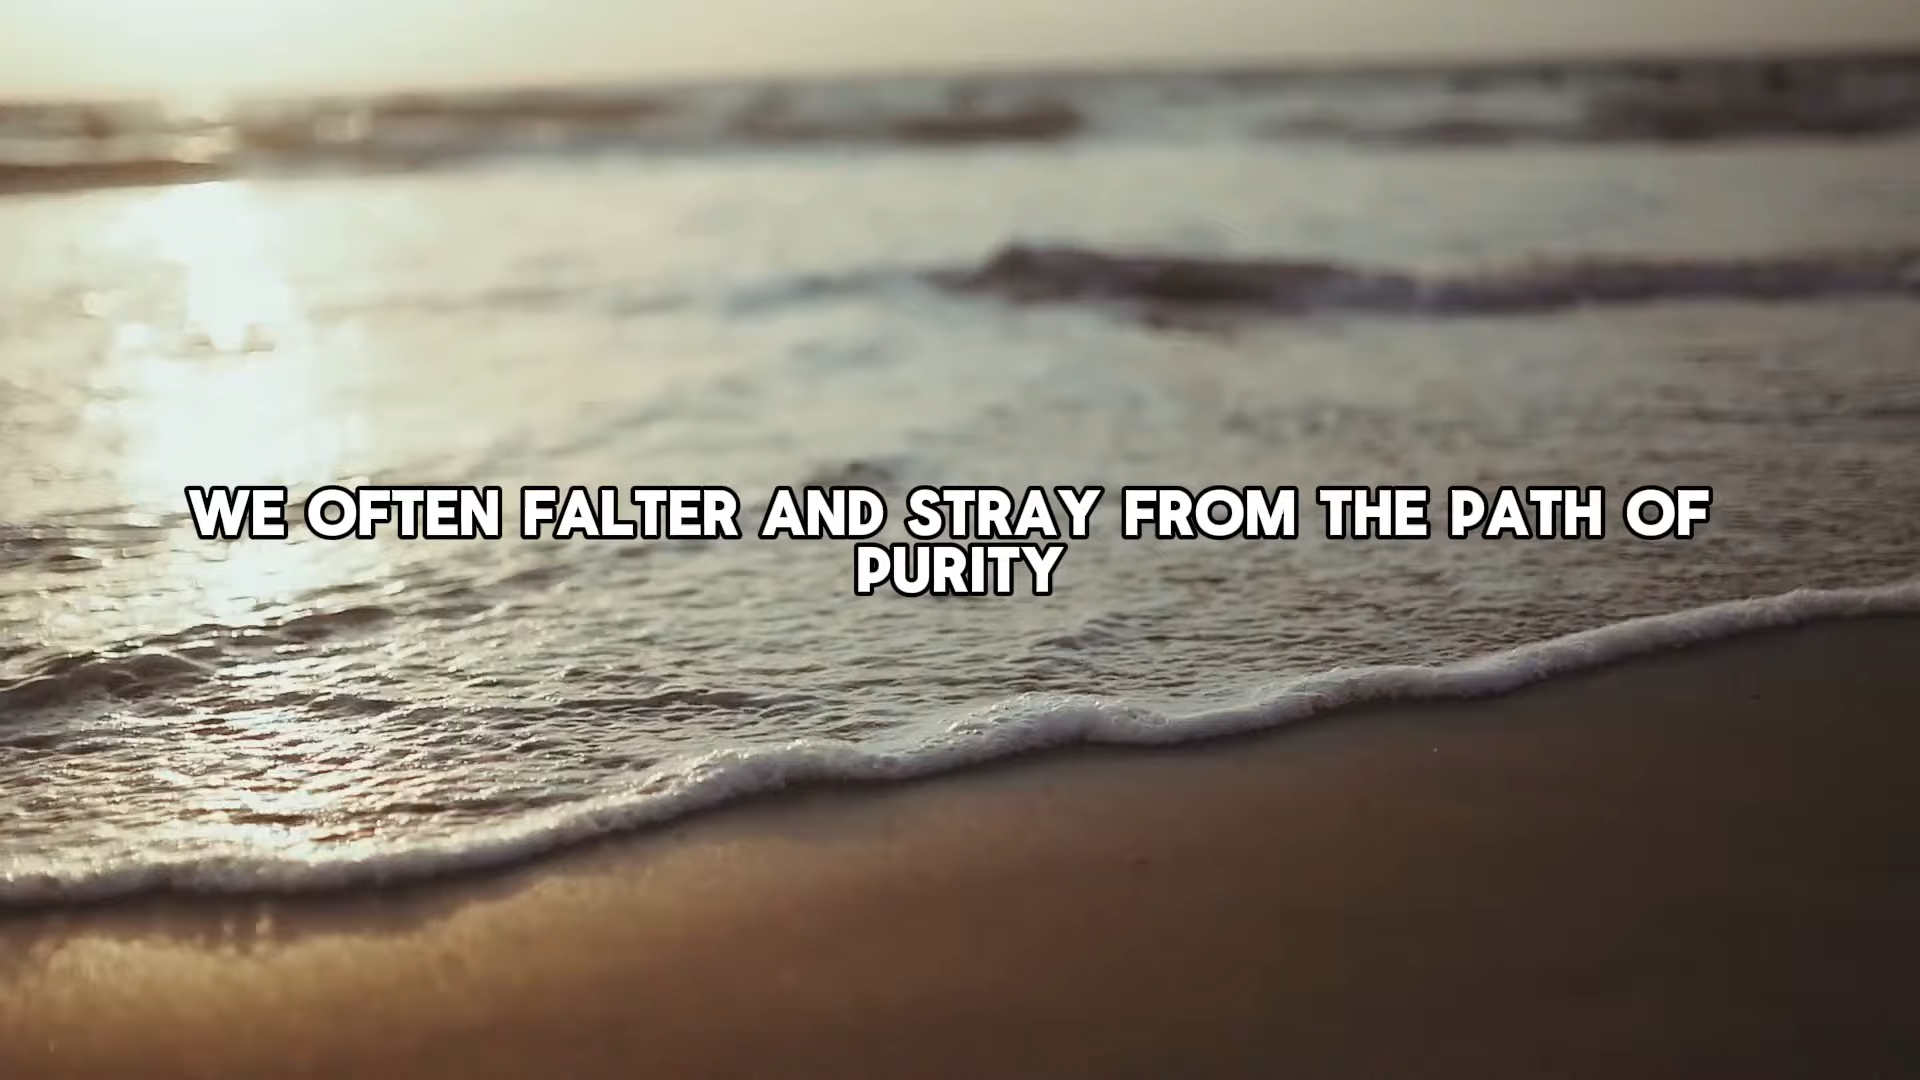 WE OFTEN FALTER AND STRAY FROM THE PATH OF
PURITY